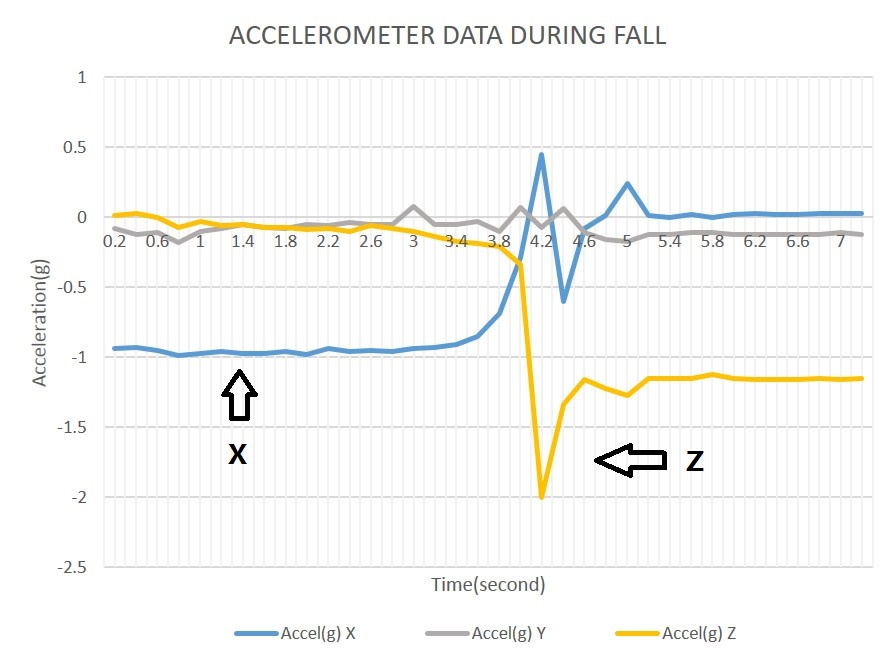 ACCELEROMETER DATA DURING FALL
1
0.5
0
0.2 0.6 1 1.4 1.8 2.2 2.6 3 3.4 3.8 4.2 4.6 5 5.4 5.8 6.2 6.6 7
-0.5
-1
-1.5
-2
-2.5
Acceleration(g)
X
Z
Time(second)
Accel(g) X Accel(g) Y Accel(g) Z